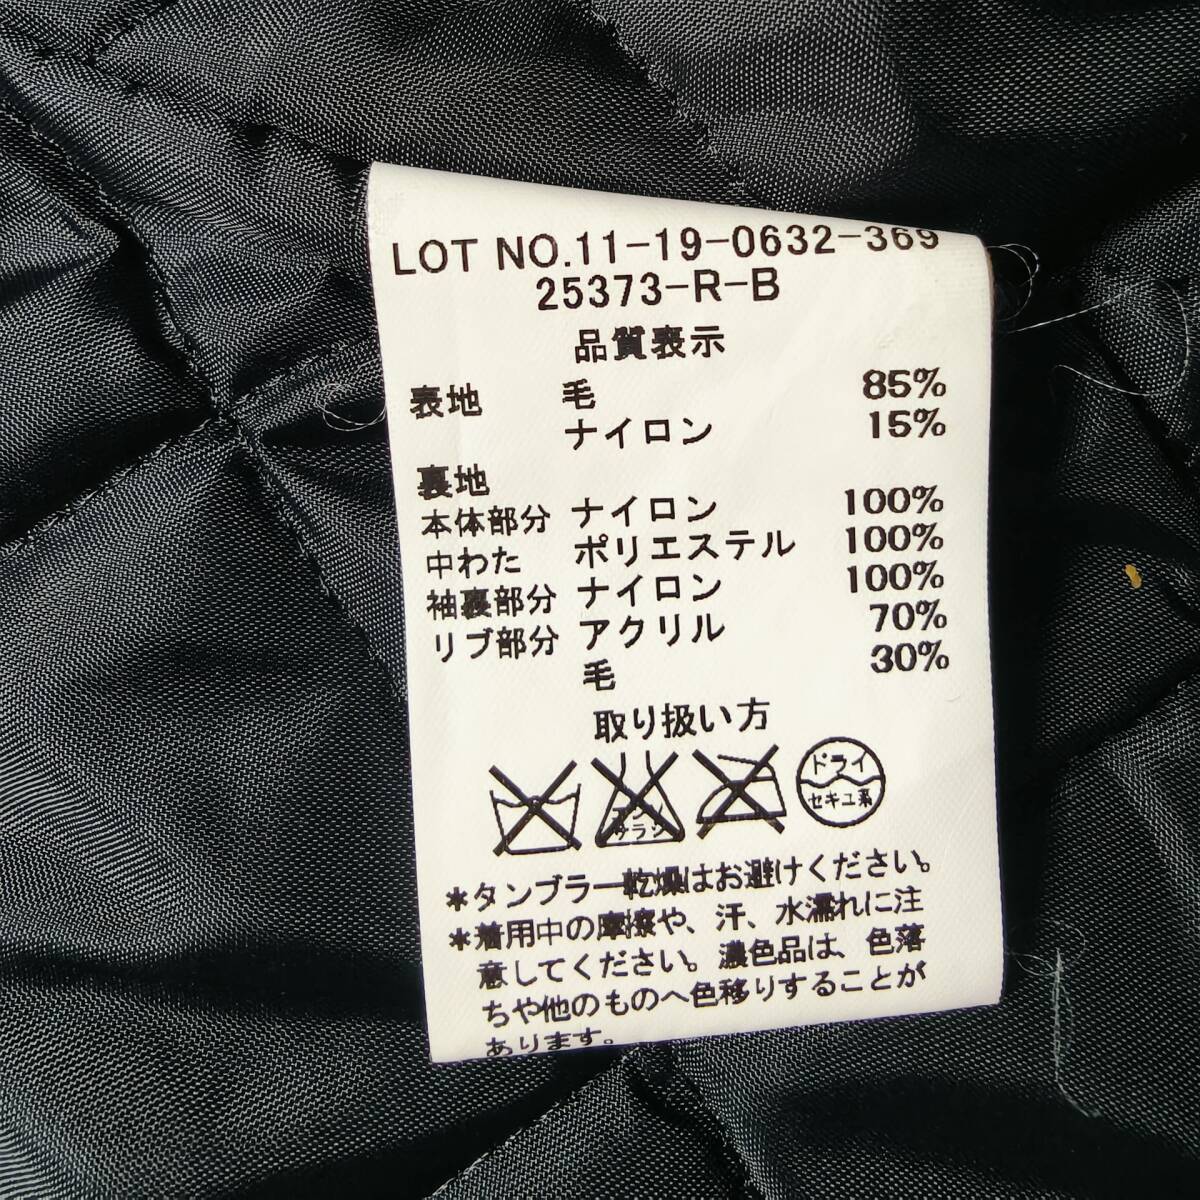 LOT NO.11-19-0632-369
25373-R-B
品質表示
表地 毛 85%
ナイロン 15%
裏地
本体部分 ナイロン 100%
中わた ポリエステル 100%
袖裏部分 ナイロン 100%
リブ部分 アクリル 70%
毛 30%
取り扱い方
エンソ
サラシ
ドライ
セキユ系
*タンブラー乾燥はお避けください。
*着用中の摩擦や、汗、水濡れに注
意してください。濃色品は、色落
ちや他のものへ色移りすることが
あります。